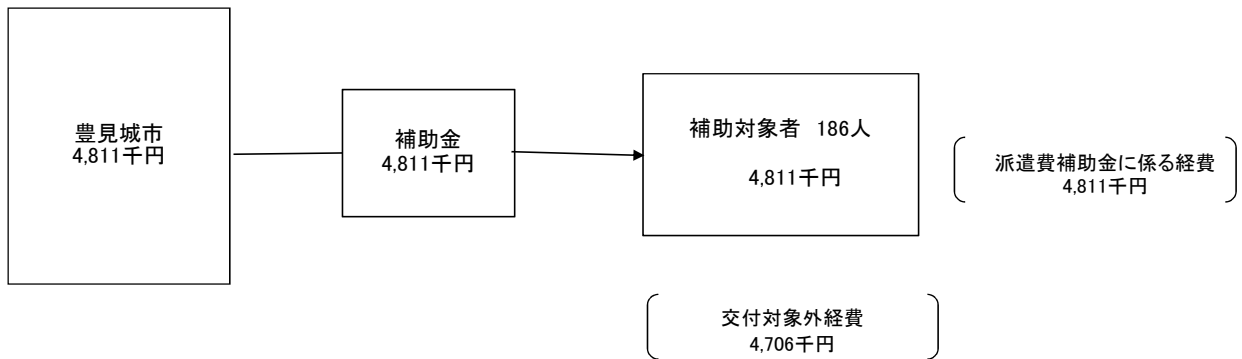 豊見城市
4,811千円
補助金
4,811千円
補助対象者 186人
4,811千円
派遣費補助金に係る経費
4,811千円
交付対象外経費
4,706千円